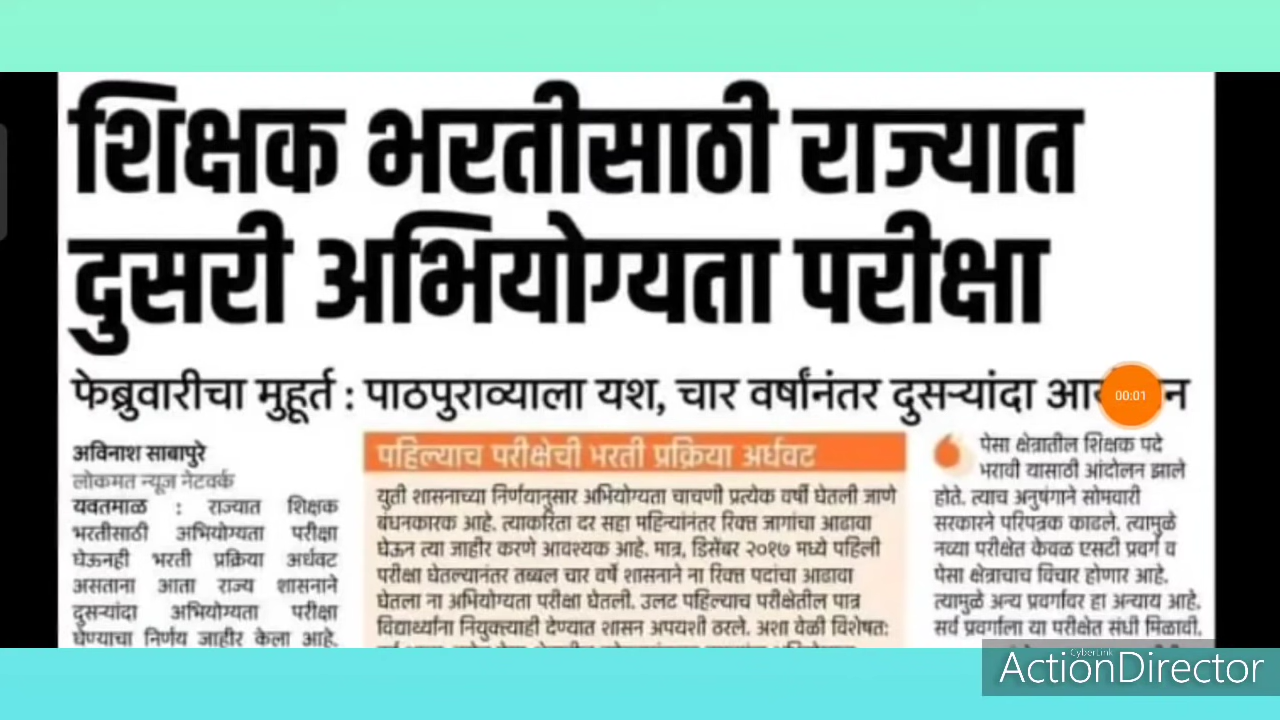 शिक्षक भरतीसाठी राज्यात
दुसरी अभियोग्यता परीक्षा
फेब्रुवारीचा मुहूर्त : पाठपुराव्याला यश, चार वर्षांनंतर दुसऱ्यांदा
00:01
अविनाश साबापुरे
लोकमत न्यूज नेटवर्क
यवतमाळ : राज्यात शिक्षक
भरतीसाठी अभियोग्यता परीक्षा
घेऊनही भरती प्रक्रिया अर्धवट
असताना आता राज्य शासनाने
दुसऱ्यांदा अभियोग्यता परीक्षा
घेण्याचा निर्णय जाहीर केला आहे.
पहिल्याच परीक्षेची भरती प्रक्रिया अर्धवट
युती शासनाच्या निर्णयानुसार अभियोग्यता चाचणी प्रत्येक वर्षी घेतली जाणे
बंधनकारक आहे. त्याकरिता दर सहा महिन्यांनंतर रिक्त जागांचा आढावा
घेऊन त्या जाहीर करणे आवश्यक आहे. मात्र, डिसेंबर २०१७ मध्ये पहिली
परीक्षा घेतल्यानंतर तब्बल चार वर्षे शासनाने ना रिक्त पदांचा आढावा
घेतला ना अभियोग्यता परीक्षा घेतली. उलट पहिल्याच परीक्षेतील पात्र
विद्यार्थ्यांना नियुक्त्याही देण्यात शासन अपयशी ठरले. अशा वेळी विशेषत:
पेसा क्षेत्रातील शिक्षक पदे
भरावी यासाठी आंदोलन झाले
होते. त्याच अनुषंगाने सोमवारी
सरकारने परिपत्रक काढले. त्यामुळे
नव्या परीक्षेत केवळ एसटी प्रवर्ग व
पेसा क्षेत्राचाच विचार होणार आहे.
त्यामुळे अन्य प्रवर्गावर हा अन्याय आहे.
सर्व प्रवर्गाला या परीक्षेत संधी मिळावी.
CyberLink
ActionDirector